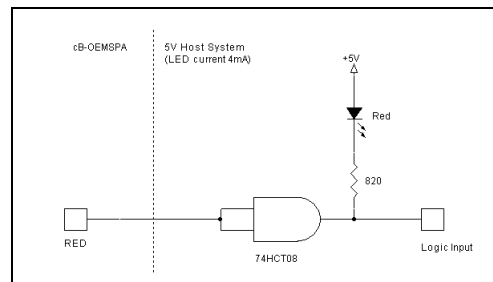 cB-OEMSPA
5V Host System
(LED current 4mA)
+5V
Red
820
RED
74HCT08
Logic Input